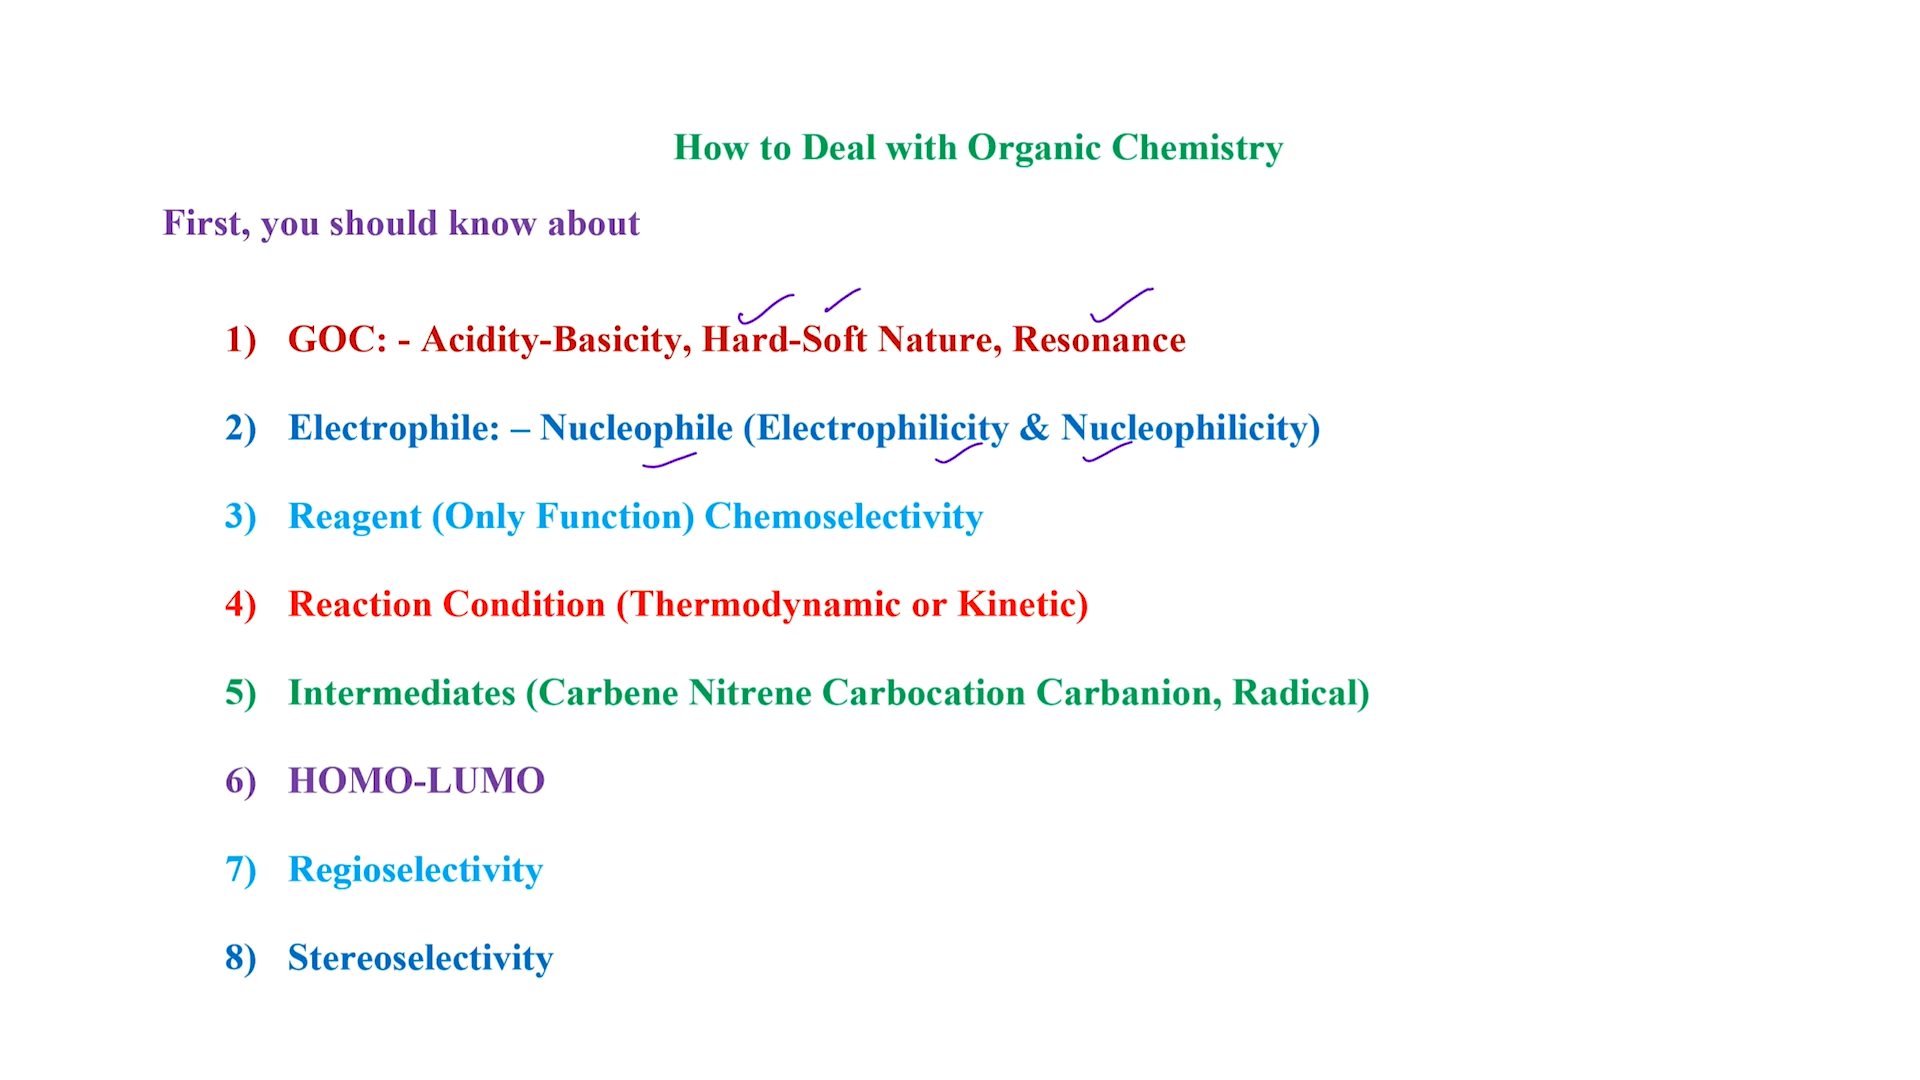 How to Deal with Organic Chemistry
First, you should know about
1) GOC: - Acidity-Basicity, Hard-Soft Nature, Resonance
2) Electrophile: – Nucleophile (Electrophilicity & Nucleophilicity)
3) Reagent (Only Function) Chemoselectivity
4) Reaction Condition (Thermodynamic or Kinetic)
5) Intermediates (Carbene Nitrene Carbocation Carbanion, Radical)
6) HOMO-LUMO
7) Regioselectivity
8) Stereoselectivity